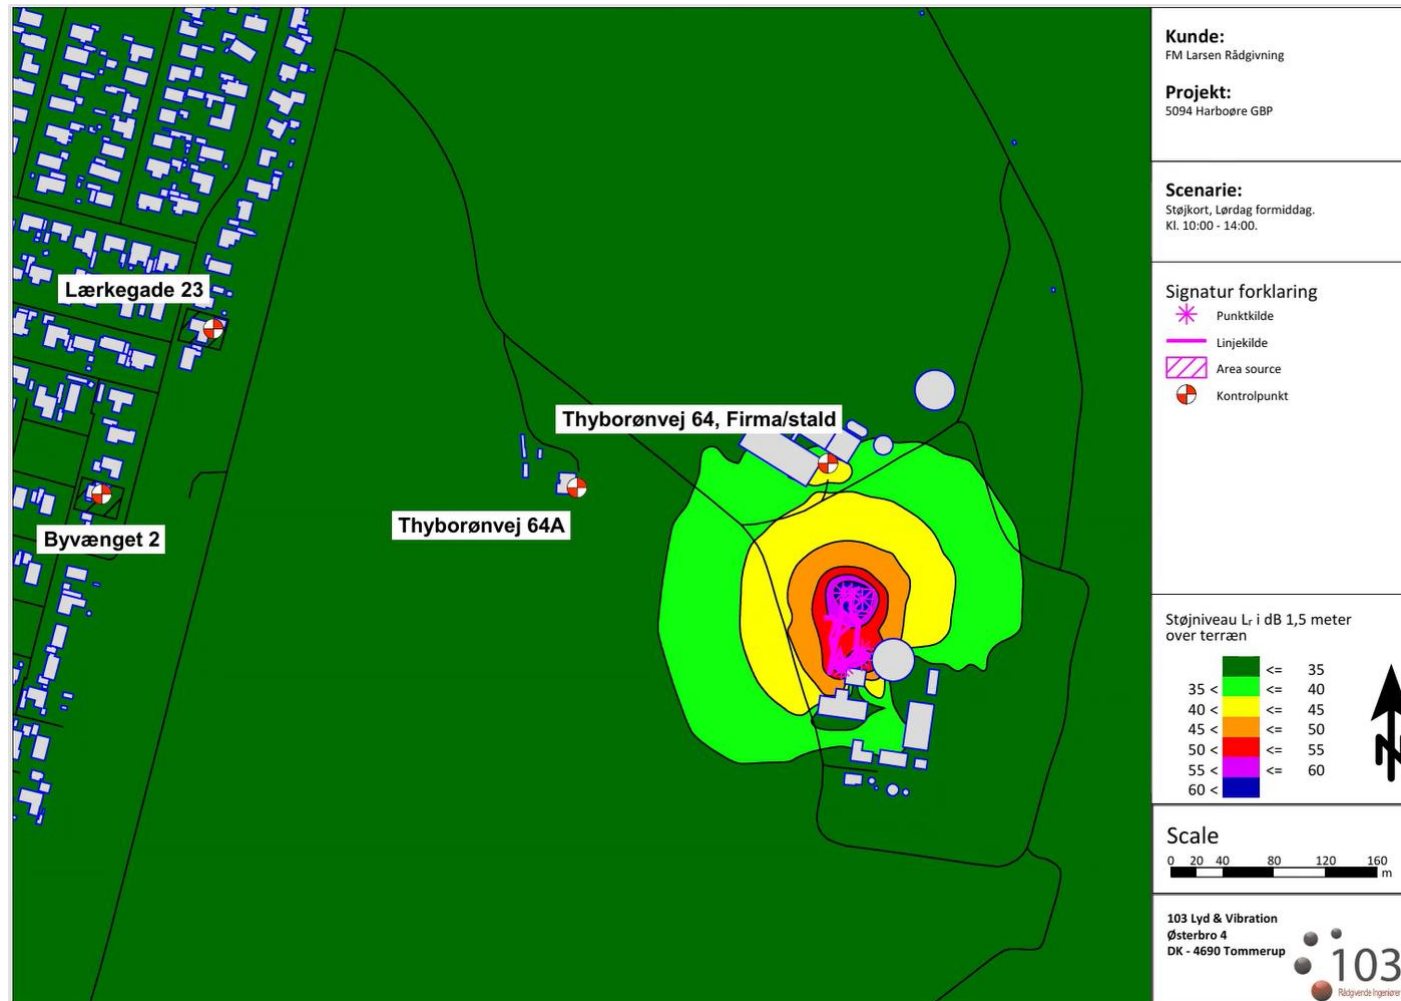 Lærkegade 23
Thyborønvej 64, Firma/stald
Thyborønvej 64A
Byvænget 2
Kunde:
FM Larsen Rådgivning
Projekt:
5094 Harboøre GBP
Scenarie:
Støjkort, Lørdag formiddag.
Kl. 10:00 - 14:00.
Signatur forklaring
Punktkilde
Linjekilde
Area source
Kontrolpunkt
Støjniveau Lr i dB 1,5 meter
over terræn
<= 35
35 < <= 40
40 < <= 45
45 < <= 50
50 < <= 55
55 < <= 60
60 <
N
Scale
0 20 40 80 120 160
m
103 Lyd & Vibration
Østerbro 4
DK - 4690 Tommerup
103
Rådgivende Ingeniører